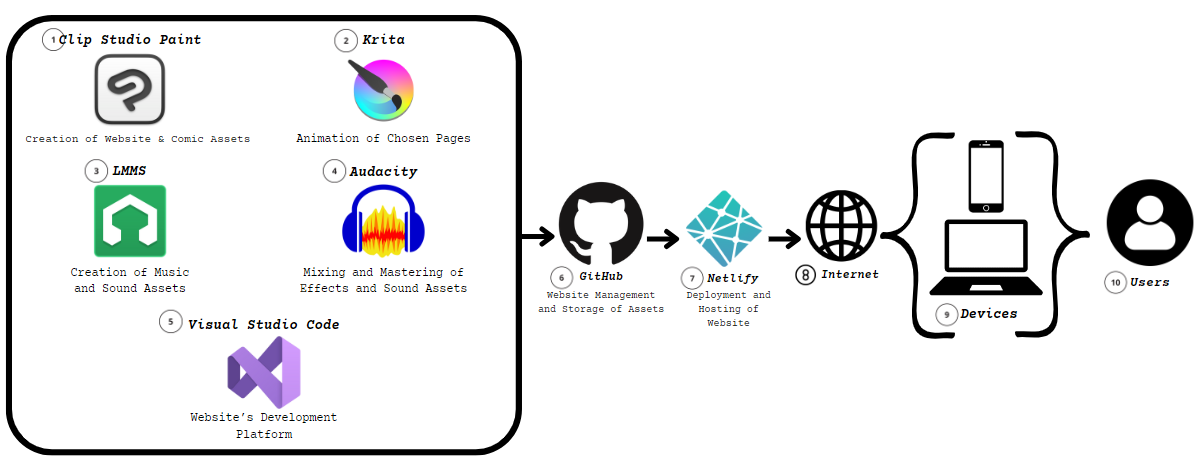 1 Clip Studio Paint
Creation of Website & Comic Assets
2 Krita
Animation of Chosen Pages
3 LMMS
Creation of Music
and Sound Assets
4 Audacity
Mixing and Mastering of
Effects and Sound Assets
5 Visual Studio Code
Website's Development
Platform
6 GitHub
Website Management
and Storage of Assets
7 Netlify
Deployment and
Hosting of
Website
8 Internet
9 Devices
10 Users